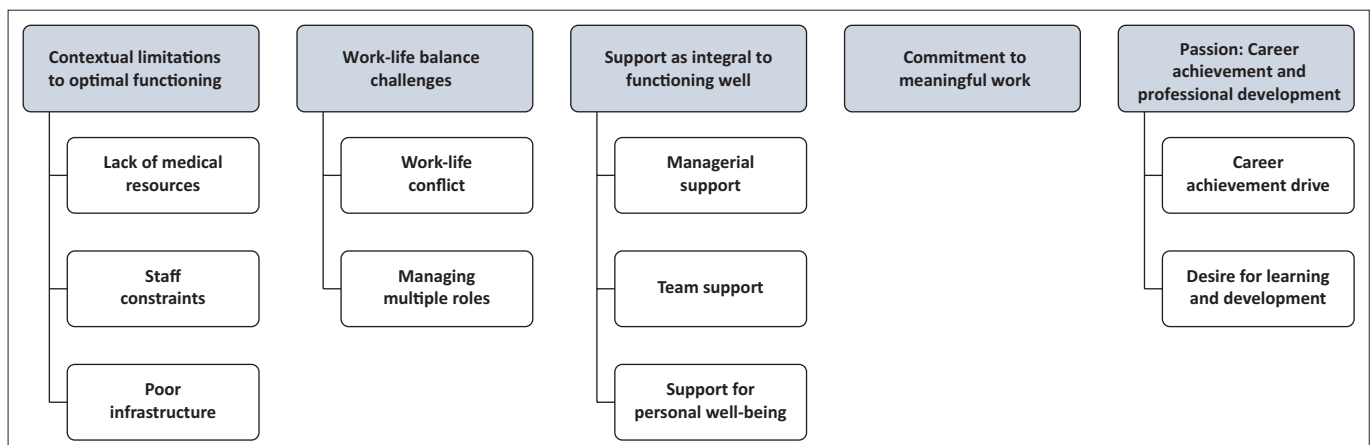 Contextual limitations
to optimal functioning
Lack of medical
resources
Staff
constraints
Poor
infrastructure
Work-life balance
challenges
Work-life
conflict
Managing
multiple roles
Support as integral to
functioning well
Managerial
support
Team support
Support for
personal well-being
Commitment to
meaningful work
Passion: Career
achievement and
professional development
Career
achievement drive
Desire for learning
and development